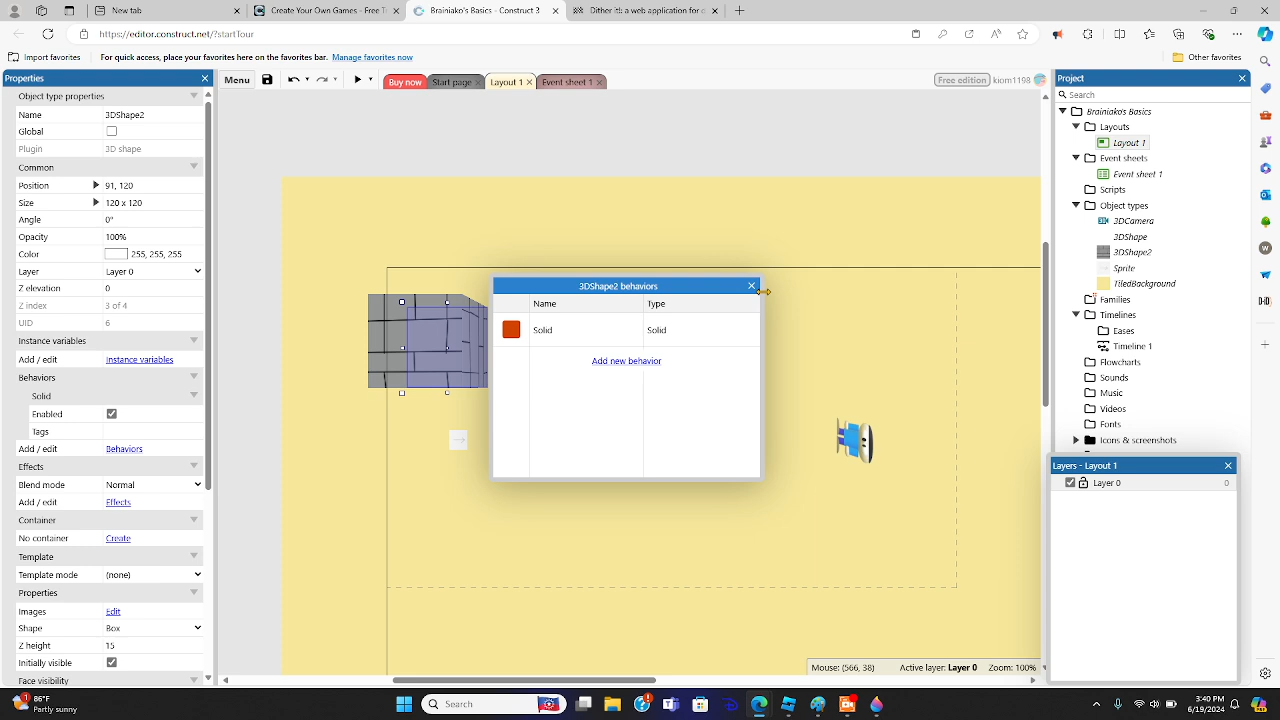 New tab
Create Your Own Games - Free T
Brainiako's Basics - Construct 3
Dither it!: a web application for c
https://editor.construct.net/?startTour
Import favorites
For quick access, place your favorites here on the favorites bar.
Manage favorites now
Other favorites
Properties
Menu
Buy now
Start page
Layout 1
Event sheet 1
Free edition
kiom1198
Project
Object type properties
Name
3DShape2
Global
Plugin
3D shape
Common
Position
91, 120
Size
120 x 120
Angle
0°
Opacity
100%
Color
255, 255, 255
Layer
Layer 0
Z elevation
0
Z index
3 of 4
UID
6
Instance variables
Add / edit
Instance variables
Behaviors
Solid
Enabled
Tags
Add / edit
Behaviors
Effects
Blend mode
Normal
Add / edit
Effects
Container
No container
Create
Template
Template mode
(none)
Properties
Images
Edit
Shape
Box
Z height
15
Initially visible
Face visibility
3DShape2 behaviors
Name
Type
Solid
Solid
Add new behavior
Mouse: (566, 38)
Active layer: Layer 0
Zoom: 100%
Search
Brainiako's Basics
Layouts
Layout 1
Event sheets
Event sheet 1
Scripts
Object types
3DCamera
3DShape
3DShape2
Sprite
TiledBackground
Families
Timelines
Eases
Timeline 1
Flowcharts
Sounds
Music
Videos
Fonts
Icons & screenshots
Layers - Layout 1
Layer 0
0
86°F
Pretty sunny
Search
3:40 PM
6/19/2024